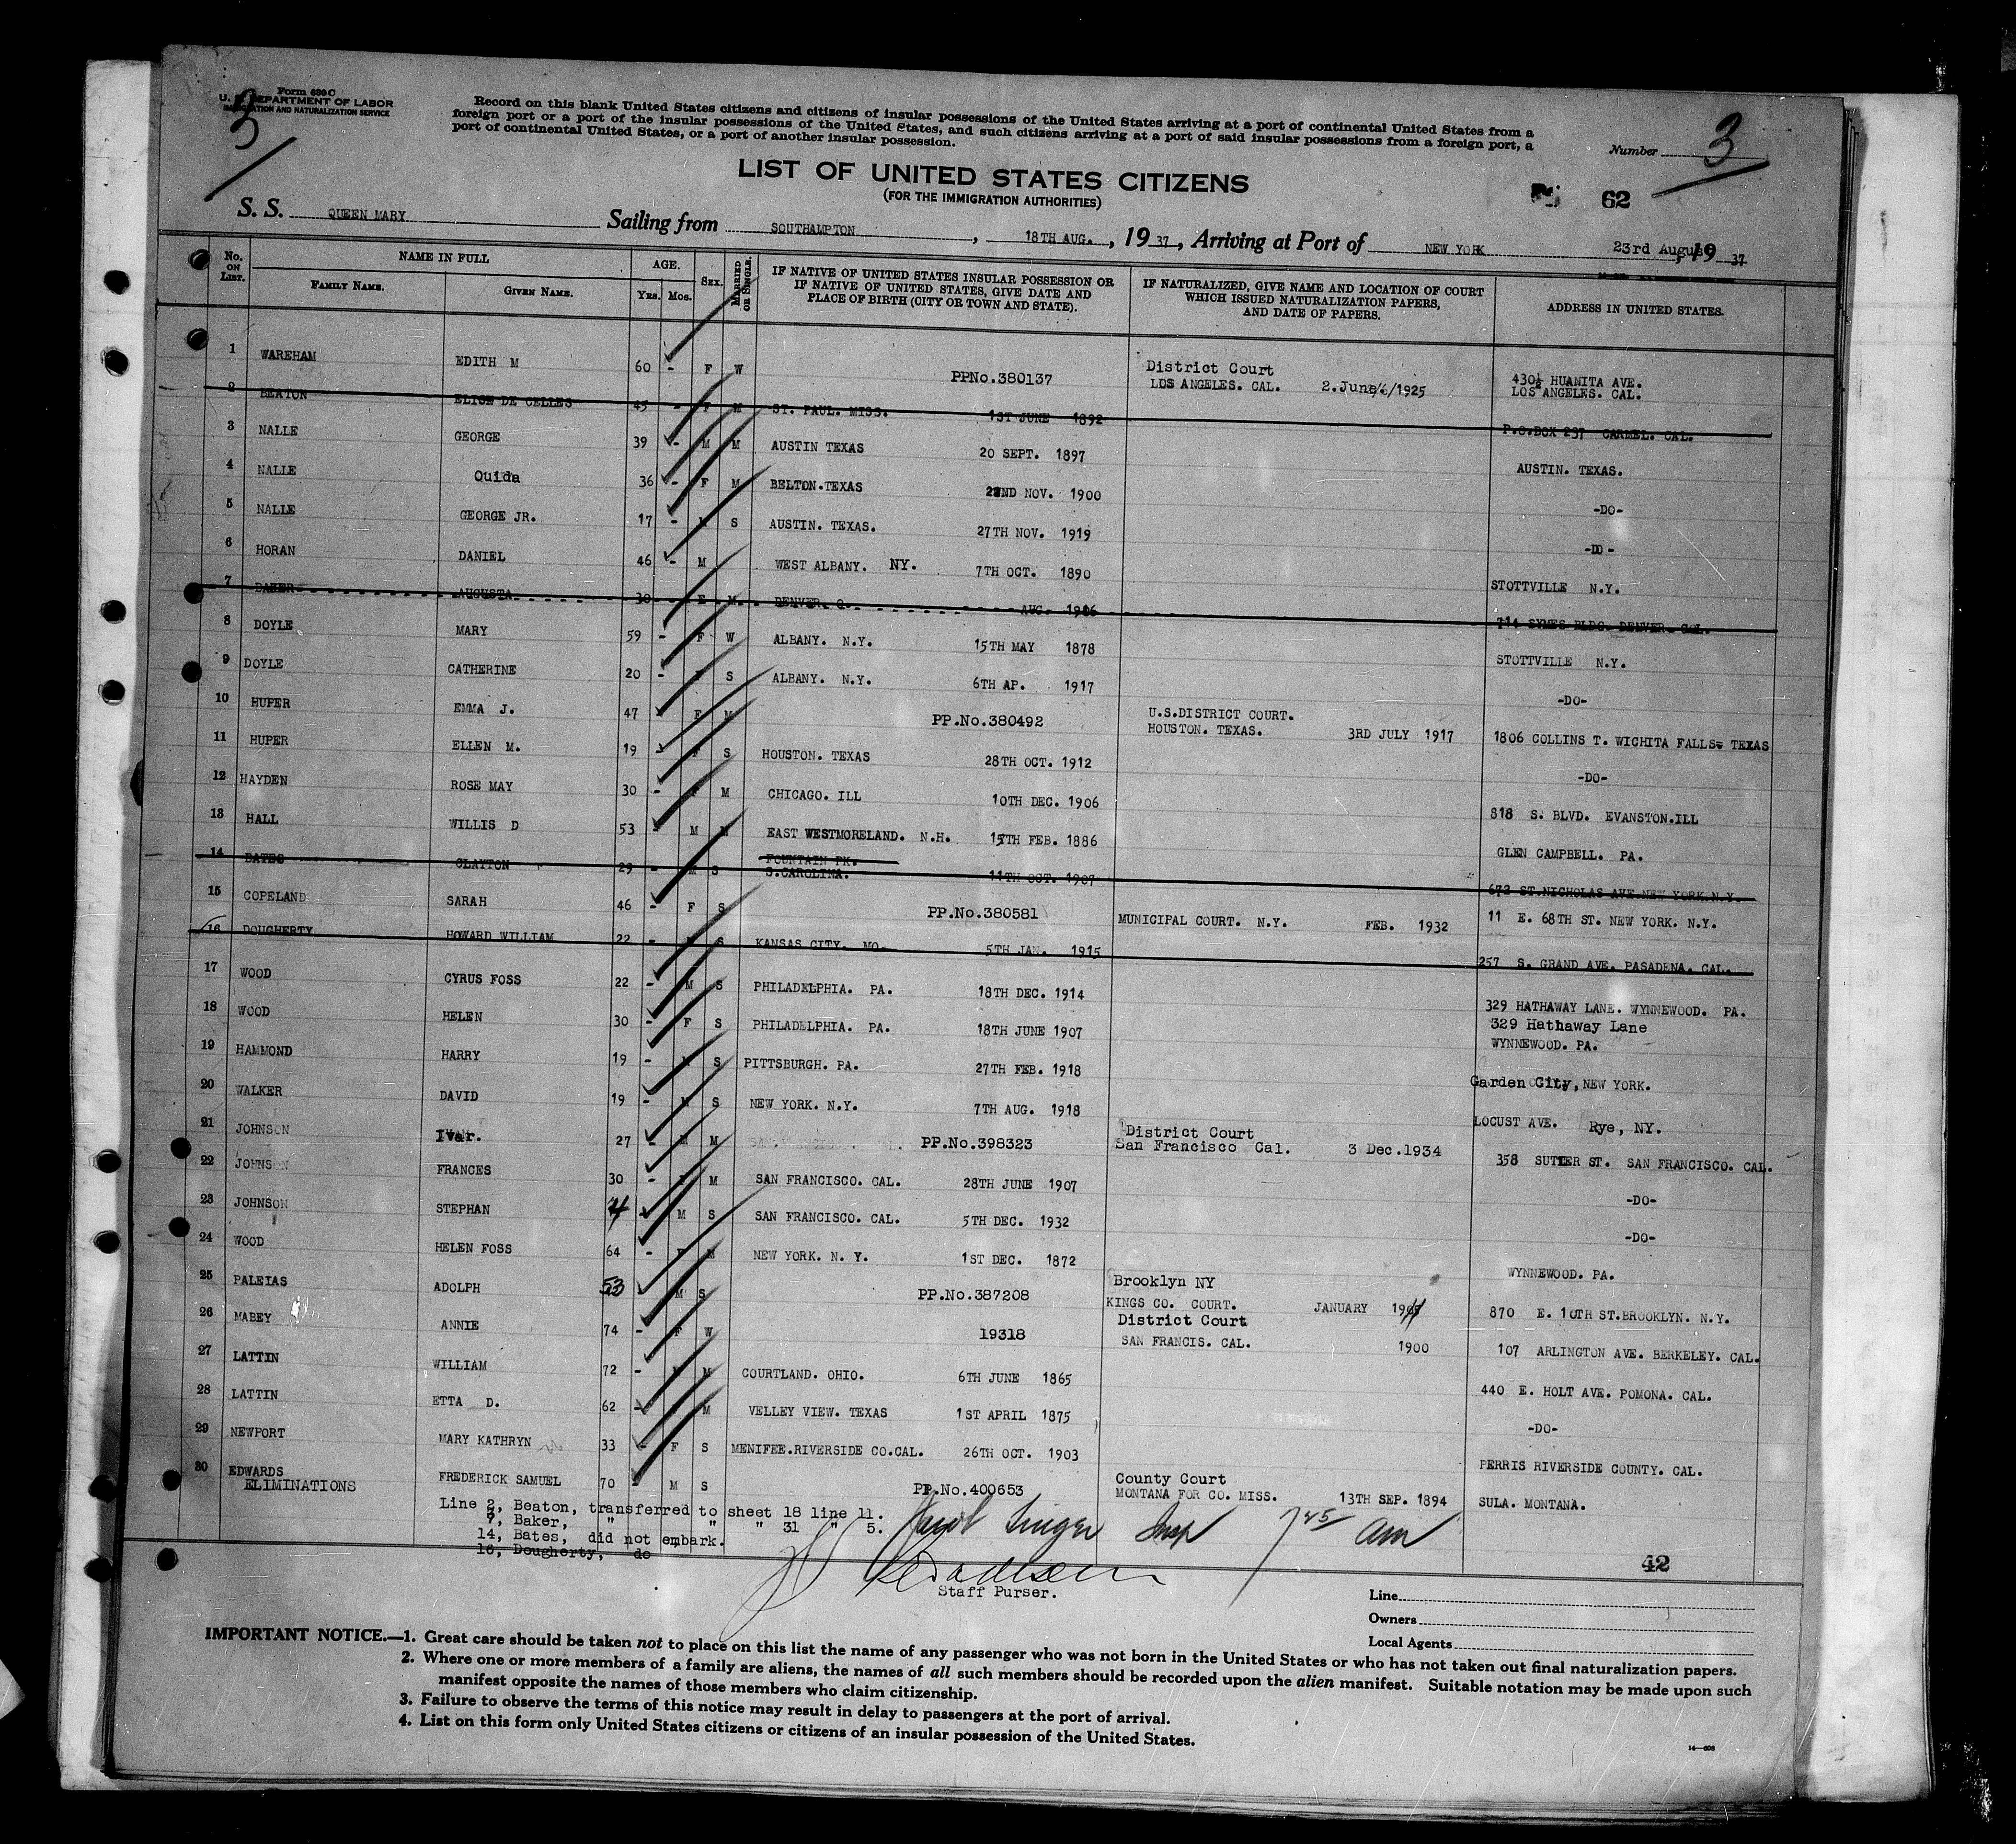 Form 630 C
U. S. DEPARTMENT OF LABOR
IMMIGRATION AND NATURALIZATION SERVICE
3
Record on this blank United States citizens and citizens of insular possessions of the United States arriving at a port of continental United States from a
foreign port or a port of the insular possessions of the United States, and such citizens arriving at a port of said insular possessions from a foreign port, a
port of continental United States, or a port of another insular possession.
Number 3
LIST OF UNITED STATES CITIZENS
(FOR THE IMMIGRATION AUTHORITIES)
62
S. S. QUEEN MARY Sailing from SOUTHAMPTON, 18TH AUG., 1937, Arriving at Port of NEW YORK 23rd August, 1937
No. ON LIST. NAME IN FULL AGE. SEX. MARRIED OR SINGLE. IF NATIVE OF UNITED STATES INSULAR POSSESSION OR IF NATIVE OF UNITED STATES, GIVE DATE AND PLACE OF BIRTH (CITY OR TOWN AND STATE). IF NATURALIZED, GIVE NAME AND LOCATION OF COURT WHICH ISSUED NATURALIZATION PAPERS, AND DATE OF PAPERS. ADDRESS IN UNITED STATES.
FAMILY NAME. GIVEN NAME. YRS. MOS.
1 WAREHAM EDITH M 60 - F W PPNo.380137 District Court LOS ANGELES. CAL. 2.June/6/1925 430½ HUANITA AVE. LOS ANGELES. CAL.
2 BEATON ELISE DE CELLES 45 - F M ST. PAUL. MISS. 1ST JUNE 1892 P.O.BOX 237 CARMEL. CAL.
3 NALLE GEORGE 39 - M M AUSTIN TEXAS 20 SEPT. 1897 AUSTIN. TEXAS.
4 NALLE Ouida 36 - F M BELTON.TEXAS 22ND NOV. 1900 -DO-
5 NALLE GEORGE JR. 17 - M S AUSTIN. TEXAS. 27TH NOV. 1919 -DO-
6 HORAN DANIEL 46 - M WEST ALBANY. NY. 7TH OCT. 1890 STOTTVILLE N.Y.
7 BAKER AUGUSTA 30 F M DENVER. AUG. 1906 714 SYMES BLDG. DENVER. COL.
8 DOYLE MARY 59 - F W ALBANY. N.Y. 15TH MAY 1878 STOTTVILLE N.Y.
9 DOYLE CATHERINE 20 - F S ALBANY. N.Y. 6TH AP. 1917 -DO-
10 HUPER EMMA J. 47 F M PP.No.380492 U.S.DISTRICT COURT. HOUSTON. TEXAS. 3RD JULY 1917 1806 COLLINS T. WICHITA FALLS TEXAS
11 HUPER ELLEN M. 19 - F S HOUSTON. TEXAS 28TH OCT. 1912 -DO-
12 HAYDEN ROSE MAY 30 - F M CHICAGO. ILL 10TH DEC. 1906 818 S. BLVD. EVANSTON.ILL
13 HALL WILLIS D 53 - M M EAST WESTMORELAND. N.H. 15TH FEB. 1886 GLEN CAMPBELL. PA.
14 BATES CLAYTON 29 - M S FOUNTAIN PK. S.CAROLINA. 11TH OCT. 1907 672 ST.NICHOLAS AVE NEW YORK.N.Y.
15 COPELAND SARAH 46 - F S PP.No.380581 MUNICIPAL COURT. N.Y. FEB. 1932 11 E. 68TH ST. NEW YORK. N.Y.
16 DOUGHERTY HOWARD WILLIAM 22 - M S KANSAS CITY. MO. 5TH JAN. 1915 257 S. GRAND AVE. PASADENA. CAL.
17 WOOD CYRUS FOSS 22 - M S PHILADELPHIA. PA. 18TH DEC. 1914 329 HATHAWAY LANE. WYNNEWOOD. PA.
18 WOOD HELEN 30 - F S PHILADELPHIA. PA. 18TH JUNE 1907 329 Hathaway Lane WYNNEWOOD. PA.
19 HAMMOND HARRY 19 - M S PITTSBURGH. PA. 27TH FEB. 1918 Garden City, NEW YORK.
20 WALKER DAVID 19 - M S NEW YORK. N.Y. 7TH AUG. 1918 LOCUST AVE. Rye, NY.
21 JOHNSON Ivar. 27 - M M PP.No.398323 District Court San Francisco Cal. 3 Dec.1934 358 SUTTER ST. SAN FRANCISCO. CAL.
22 JOHNSON FRANCES 30 - F M SAN FRANCISCO. CAL. 28TH JUNE 1907 -DO-
23 JOHNSON STEPHAN 4 - M S SAN FRANCISCO. CAL. 5TH DEC. 1932 -DO-
24 WOOD HELEN FOSS 64 - F M NEW YORK. N. Y. 1ST DEC. 1872 WYNNEWOOD. PA.
25 PALEIAS ADOLPH 53 M S PP.No.387208 Brooklyn NY KINGS CO. COURT. JANUARY 870 E. 10TH ST.BROOKLYN. N.Y.
26 MABEY ANNIE 74 - F W 19318 District Court SAN FRANCIS. CAL. 1900 107 ARLINGTON AVE. BERKELEY. CAL.
27 LATTIN WILLIAM 72 - M M COURTLAND. OHIO. 6TH JUNE 1865 440 E. HOLT AVE. POMONA. CAL.
28 LATTIN ETTA D. 62 - F M VELLEY VIEW. TEXAS 1ST APRIL 1875 -DO-
29 NEWPORT MARY KATHRYN 33 - F S MENIFEE.RIVERSIDE CO.CAL. 26TH OCT. 1903 PERRIS RIVERSIDE COUNTY. CAL.
30 EDWARDS FREDERICK SAMUEL 70 - M S PP.No.400653 County Court MONTANA FOR CO. MISS. 13TH SEP. 1894 SULA. MONTANA.
ELIMINATIONS
Line 2, Beaton, transferred to sheet 18 line 11.
7, Baker, " " " 31 " 5.
14, Bates, did not embark.
16, Dougherty, do
Singer Insp 7 45 am
42
Staff Purser.
Line
Owners
Local Agents
IMPORTANT NOTICE.—1. Great care should be taken not to place on this list the name of any passenger who was not born in the United States or who has not taken out final naturalization papers.
2. Where one or more members of a family are aliens, the names of all such members should be recorded upon the alien manifest. Suitable notation may be made upon such
manifest opposite the names of those members who claim citizenship.
3. Failure to observe the terms of this notice may result in delay to passengers at the port of arrival.
4. List on this form only United States citizens or citizens of an insular possession of the United States.